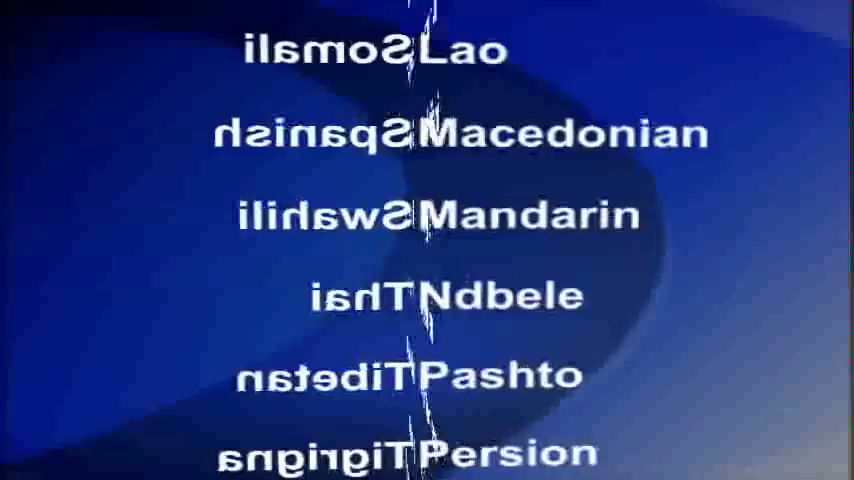 Somali Lao
Spanish Macedonian
Swahili Mandarin
Thai Ndbele
Tibetan Pashto
Tigrigna Persion